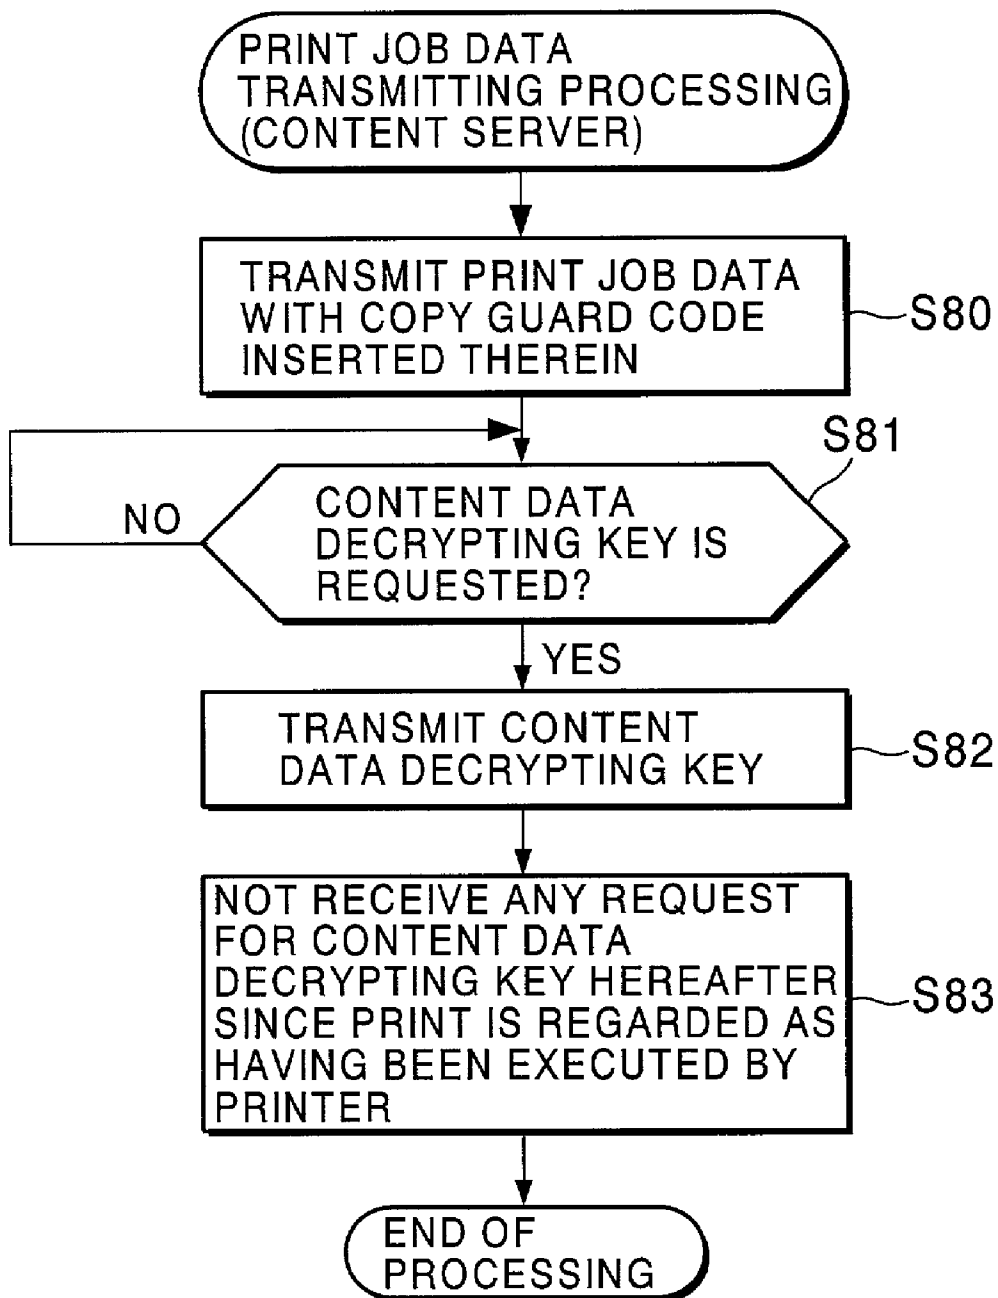 PRINT JOB DATA
TRANSMITTING PROCESSING
(CONTENT SERVER)
TRANSMIT PRINT JOB DATA
WITH COPY GUARD CODE
INSERTED THEREIN
S80
S81
CONTENT DATA
DECRYPTING KEY IS
REQUESTED?
NO
YES
TRANSMIT CONTENT
DATA DECRYPTING KEY
S82
NOT RECEIVE ANY REQUEST
FOR CONTENT DATA
DECRYPTING KEY HEREAFTER
SINCE PRINT IS REGARDED AS
HAVING BEEN EXECUTED BY
PRINTER
S83
END OF
PROCESSING